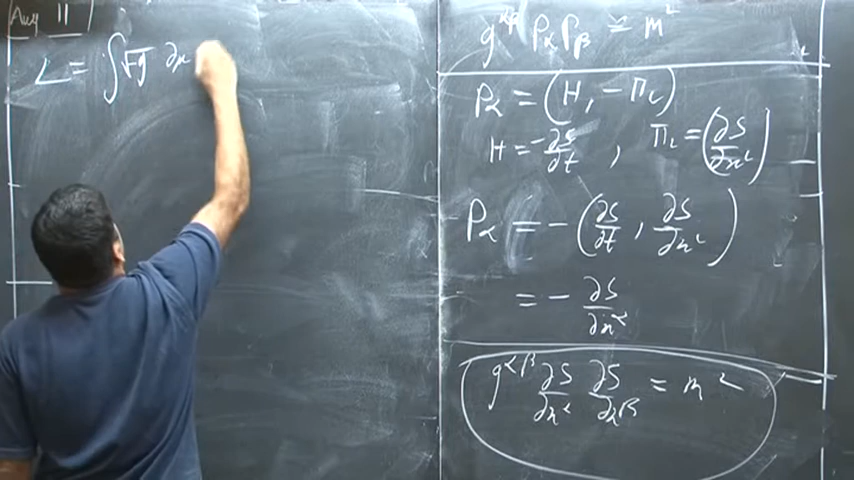 Aug 11
L = ∫ √-g ∂μ
g^{αβ} P_α P_β = m²
P_α = (H, -Π_i)
H = -∂S/∂t , Π_i = (∂S/∂x^i)
P_α = - (∂S/∂t , ∂S/∂x^i)
= - ∂S/∂x^α
g^{αβ} ∂S/∂x^α ∂S/∂x^β = m²